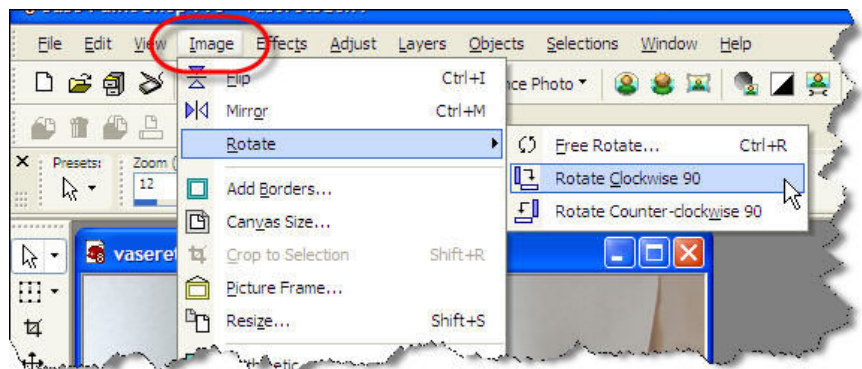 File Edit View Image Effects Adjust Layers Objects Selections Window Help
Flip Ctrl+I
Photo
Mirror Ctrl+M
Rotate
Free Rotate... Ctrl+R
Presets:
Zoom (
12
Rotate Clockwise 90
Add Borders...
Rotate Counter-clockwise 90
Canvas Size...
vaseret
Crop to Selection Shift+R
Picture Frame...
Resize... Shift+S